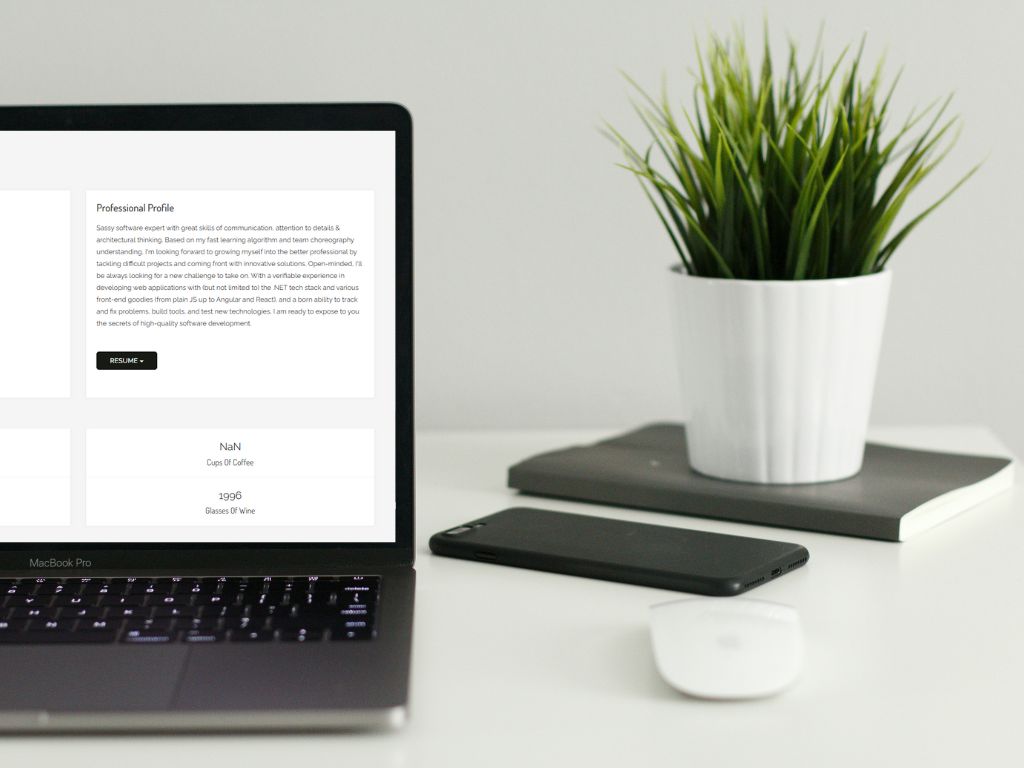 Professional Profile
Sassy software expert with great skills of communication, attention to details &
architectural thinking. Based on my fast learning algorithm and team choreography
understanding, I'm looking forward to growing myself into the better professional by
tackling difficult projects and coming front with innovative solutions. Open-minded, I'll
be always looking for a new challenge to take on. With a verifiable experience in
developing web applications with (but not limited to) the .NET tech stack and various
front-end goodies (from plain JS up to Angular and React), and a born ability to track
and fix problems, build tools, and test new technologies, I am ready to expose to you
the secrets of high-quality software development.
RESUME
NaN
Cups Of Coffee
1996
Glasses Of Wine
MacBook Pro
delete